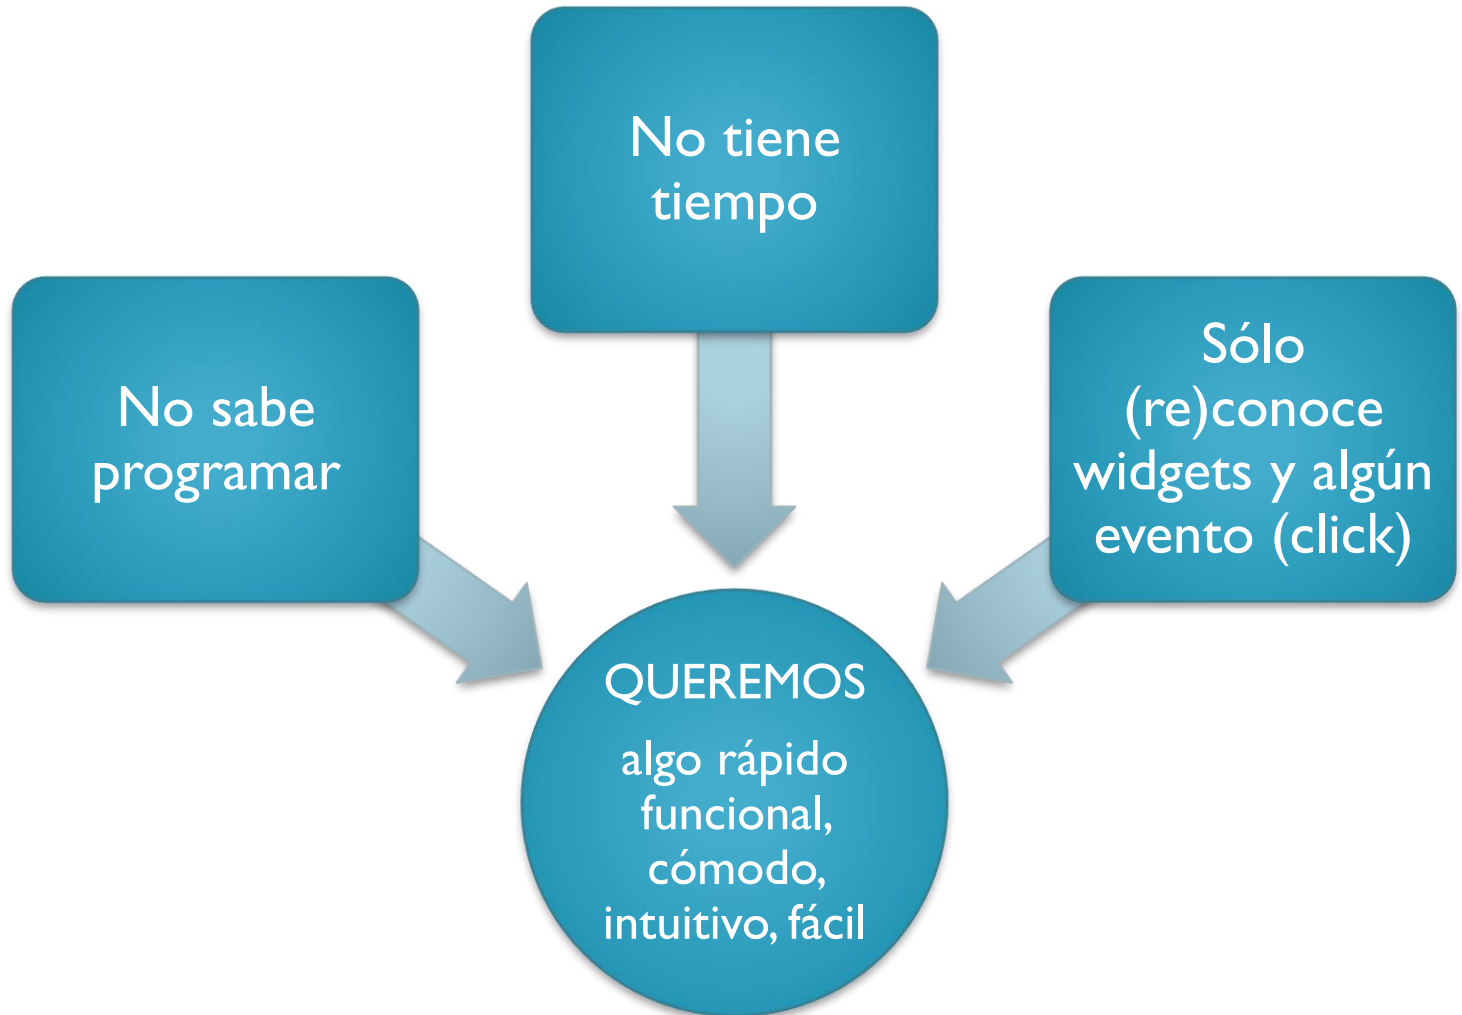 No tiene
tiempo
No sabe
programar
Sólo
(re)conoce
widgets y algún
evento (click)
QUEREMOS
algo rápido
funcional,
cómodo,
intuitivo, fácil